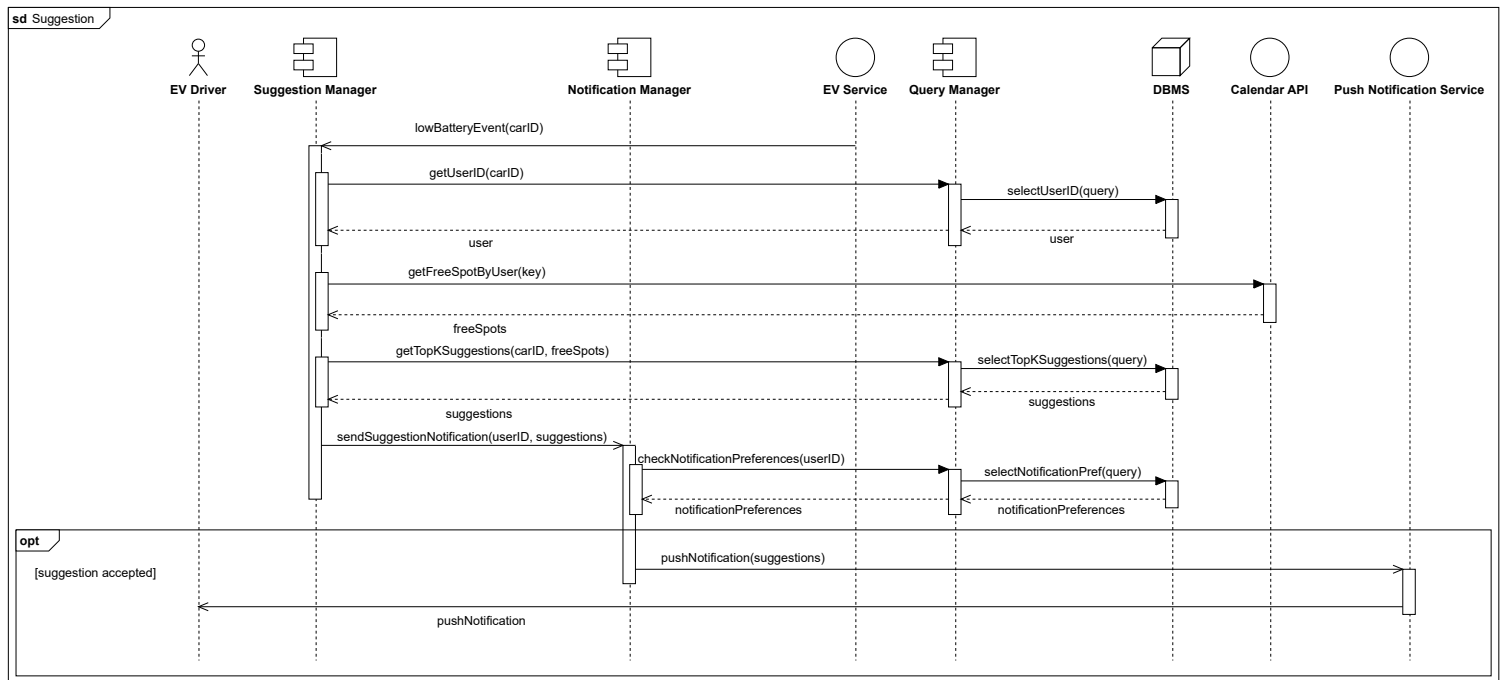 sd Suggestion
EV Driver
Suggestion Manager
Notification Manager
EV Service
Query Manager
DBMS
Calendar API
Push Notification Service
lowBatteryEvent(carID)
getUserID(carID)
selectUserID(query)
user
user
getFreeSpotByUser(key)
freeSpots
getTopKSuggestions(carID, freeSpots)
selectTopKSuggestions(query)
suggestions
suggestions
sendSuggestionNotification(userID, suggestions)
checkNotificationPreferences(userID)
selectNotificationPref(query)
notificationPreferences
notificationPreferences
opt
pushNotification(suggestions)
[suggestion accepted]
pushNotification